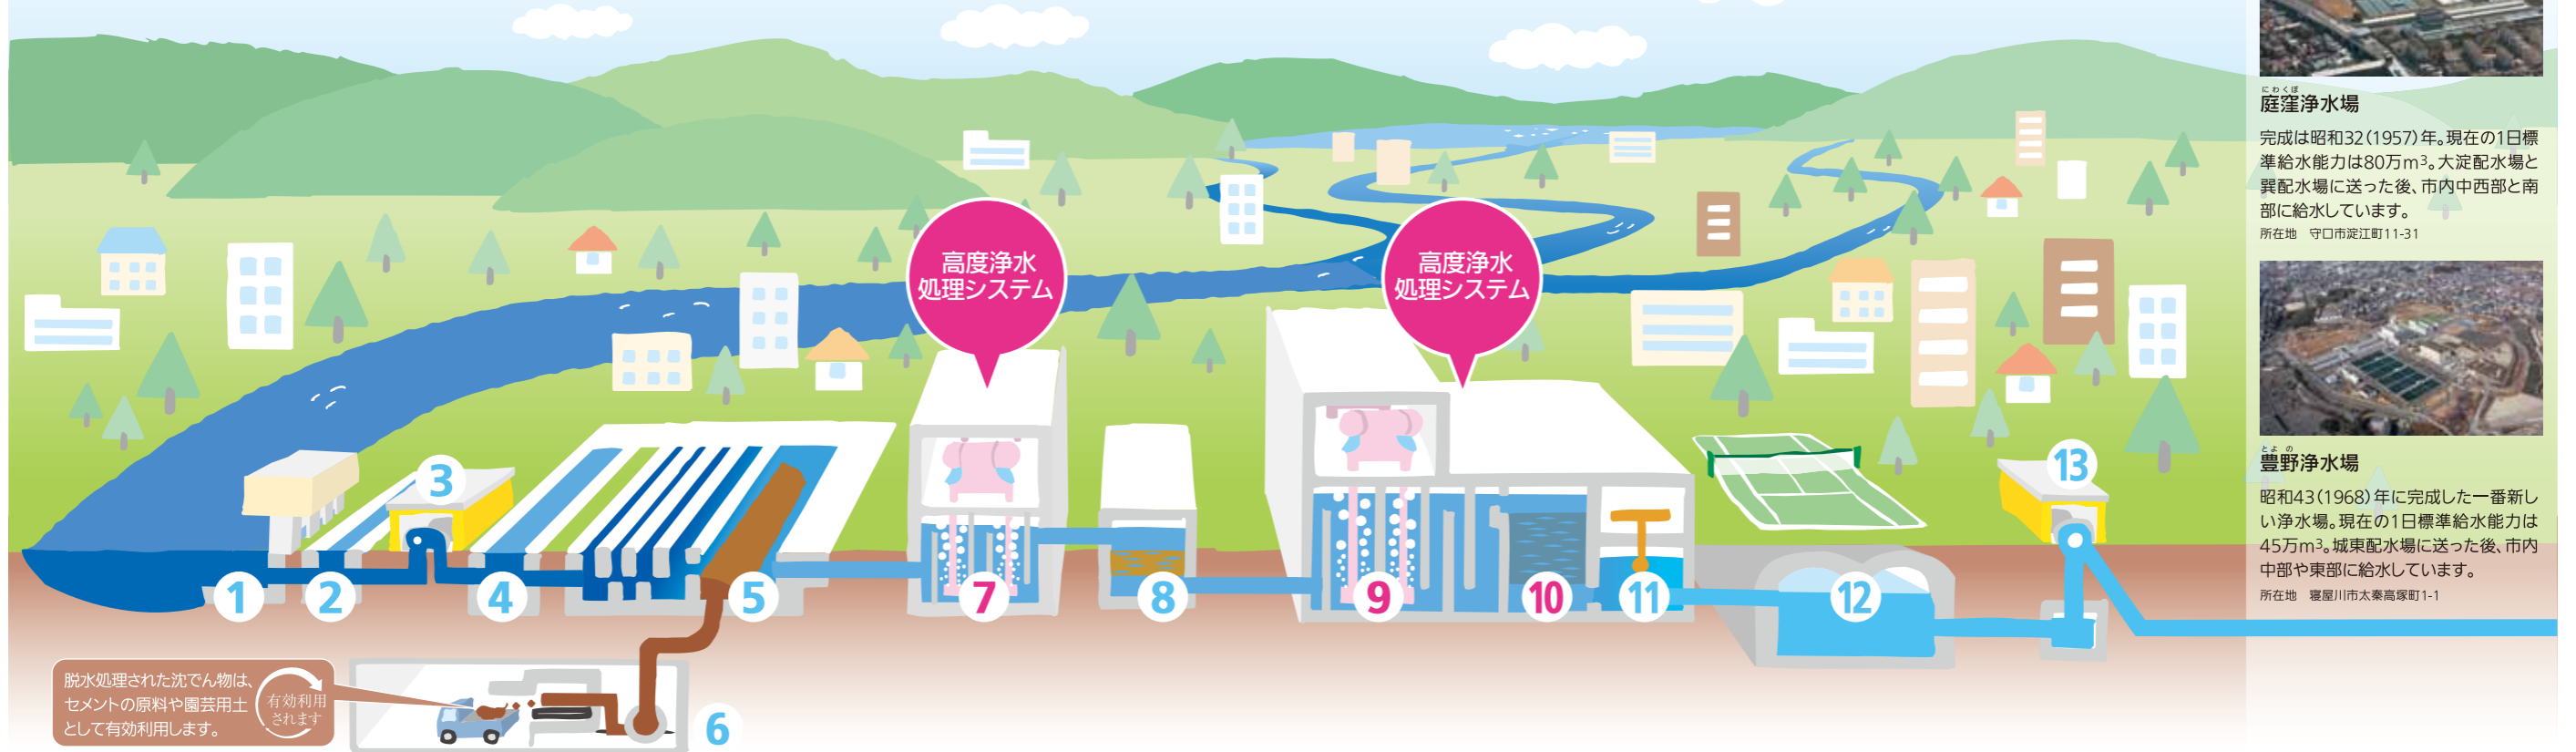 高度浄水
処理システム
高度浄水
処理システム
1
2
3
4
5
6
7
8
9
10
11
12
13
脱水処理された沈でん物は、
セメントの原料や園芸用土
として有効利用します。
有効利用
されます
にわくぼ
庭窪浄水場
完成は昭和32(1957)年。現在の1日標
準給水能力は80万m³。大淀配水場と
巽配水場に送った後、市内中西部と南
部に給水しています。
所在地 守口市淀江町11-31
とよの
豊野浄水場
昭和43(1968)年に完成した一番新し
い浄水場。現在の1日標準給水能力は
45万m³。城東配水場に送った後、市内
中部や東部に給水しています。
所在地 寝屋川市太秦高塚町1-1